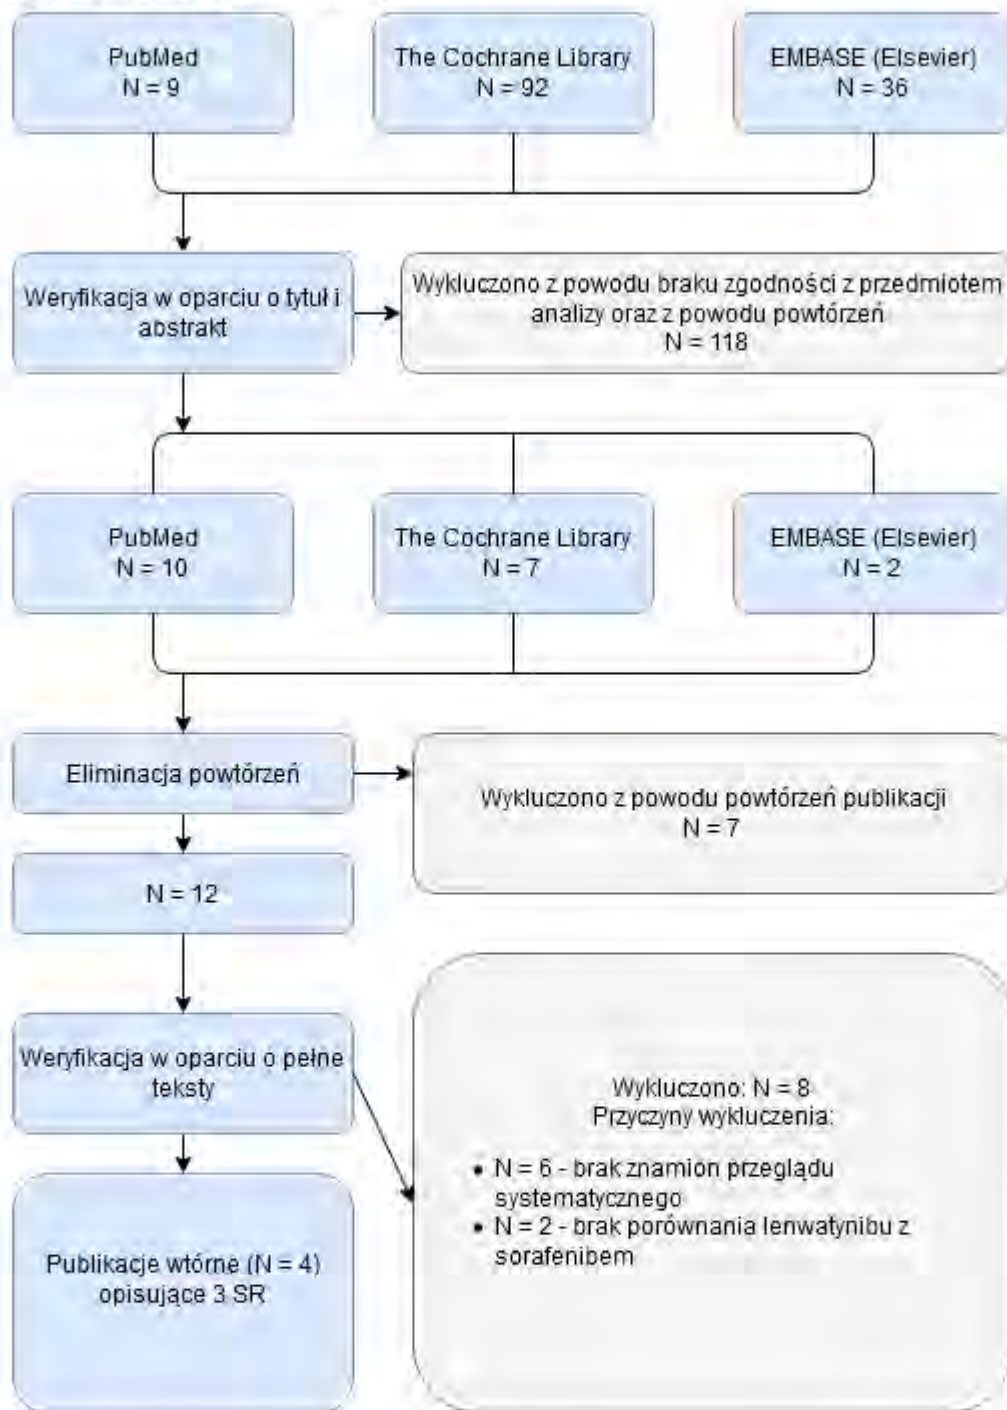 PubMed
N = 9
The Cochrane Library
N = 92
EMBASE (Elsevier)
N = 36
Weryfikacja w oparciu o tytuł i
abstrakt
Wykluczono z powodu braku zgodności z przedmiotem
analizy oraz z powodu powtórzeń
N = 118
PubMed
N = 10
The Cochrane Library
N = 7
EMBASE (Elsevier)
N = 2
Eliminacja powtórzeń
Wykluczono z powodu powtórzeń publikacji
N = 7
N = 12
Weryfikacja w oparciu o pełne
teksty
Wykluczono: N = 8
Przyczyny wykluczenia:
• N = 6 - brak znamion przeglądu
systematycznego
• N = 2 - brak porównania lenwatynibu z
sorafenibem
Publikacje wtórne (N = 4)
opisujące 3 SR